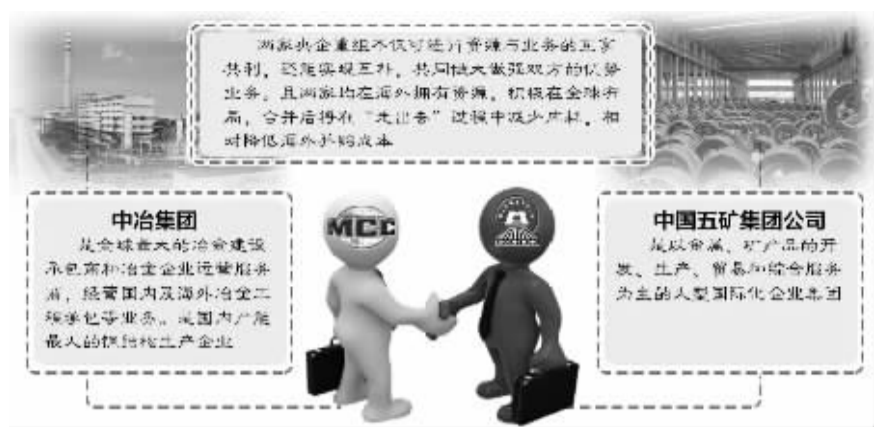 两家央企重组不仅可进行资源与业务的互享
共利，还能实现互补，共同做大做强双方的优势
业务。且两家均在海外拥有资源，积极在全球布
局，合并后将在“走出去”过程中减少内耗，相
对降低海外并购成本
中冶集团
是全球最大的冶金建设
承包商和冶金企业运营服务
商，经营国内及海外冶金工
程承包等业务。是国内产能
最大的钢结构生产企业
MCC
中国五矿集团公司
是以金属、矿产品的开
发、生产、贸易和综合服务
为主的大型国际化企业集团